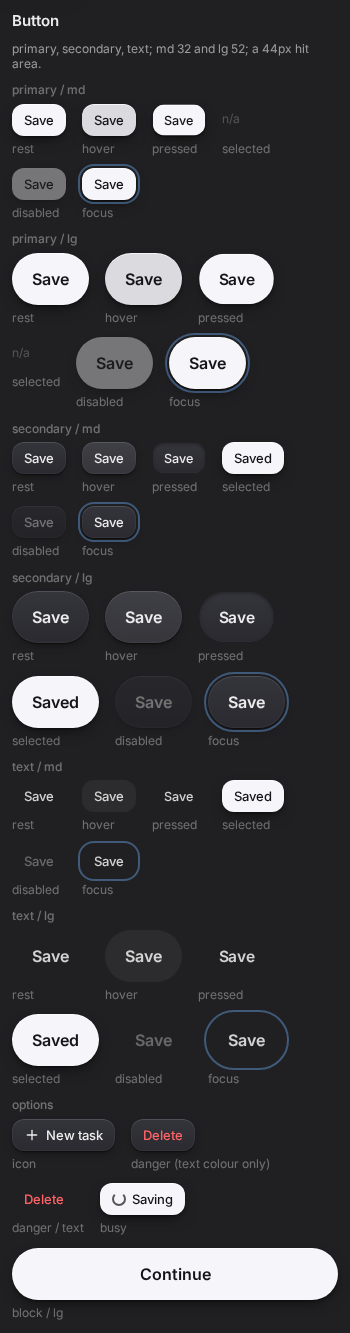 Button
primary, secondary, text; md 32 and lg 52; a 44px hit
area.
primary / md
Save Save Save n/a
rest hover pressed selected
Save Save
disabled focus
primary / lg
Save Save Save
rest hover pressed
n/a Save Save
selected disabled focus
secondary / md
Save Save Save Saved
rest hover pressed selected
Save Save
disabled focus
secondary / lg
Save Save Save
rest hover pressed
Saved Save Save
selected disabled focus
text / md
Save Save Save Saved
rest hover pressed selected
Save Save
disabled focus
text / lg
Save Save Save
rest hover pressed
Saved Save Save
selected disabled focus
options
New task Delete
icon danger (text colour only)
Delete Saving
danger / text busy
Continue
block / lg